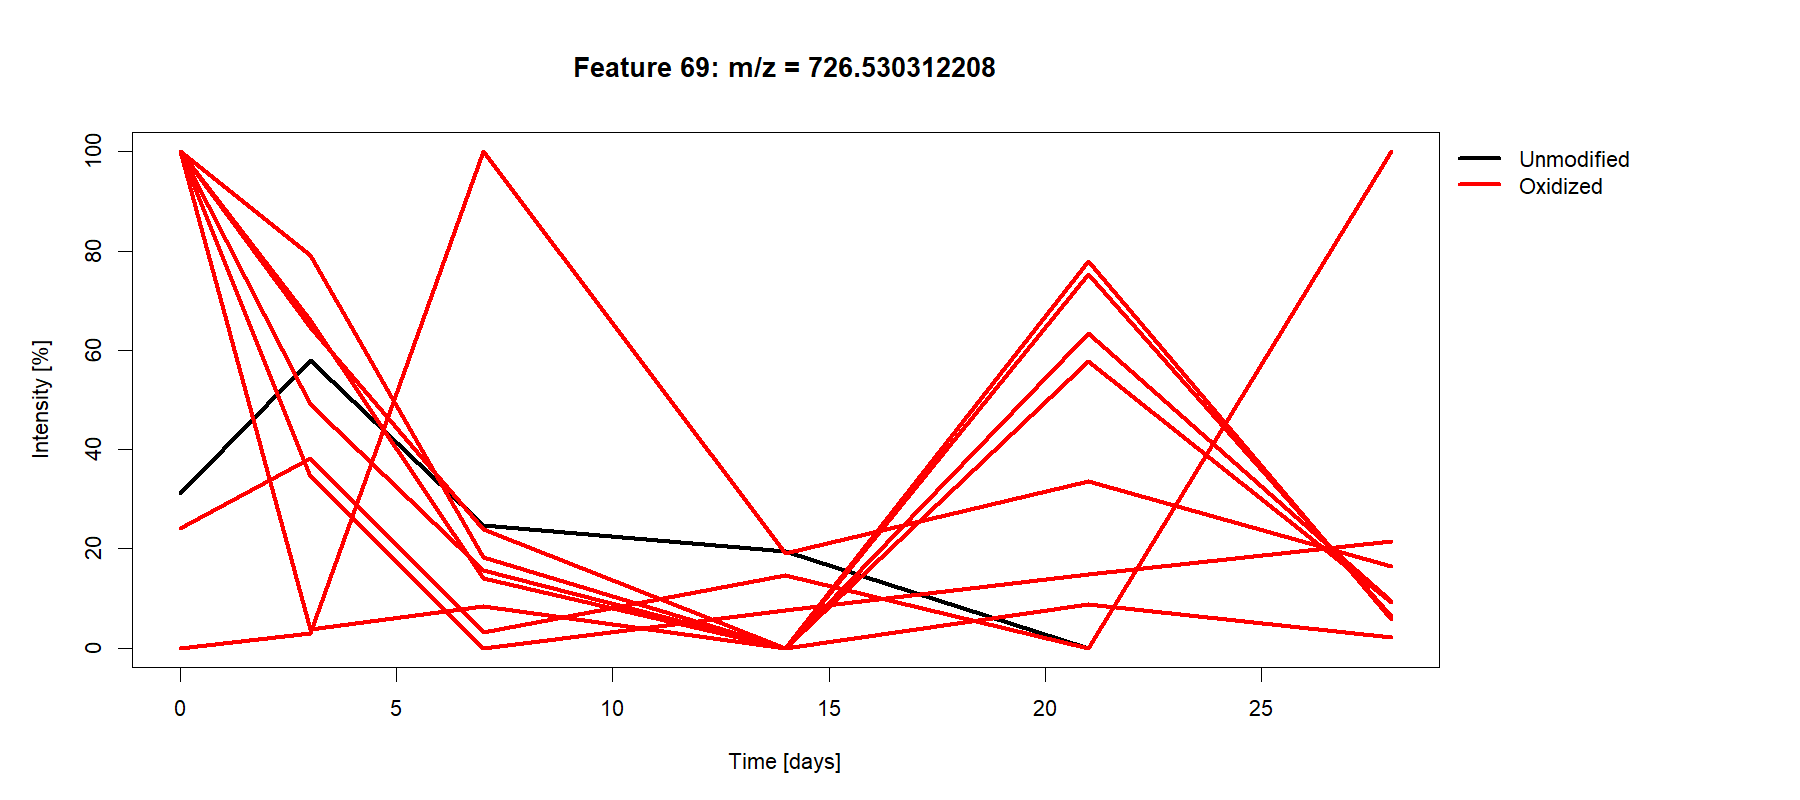 Feature 69: m/z = 726.530312208
Unmodified
Oxidized
100
80
60
40
20
0
Intensity [%]
0 5 10 15 20 25
Time [days]